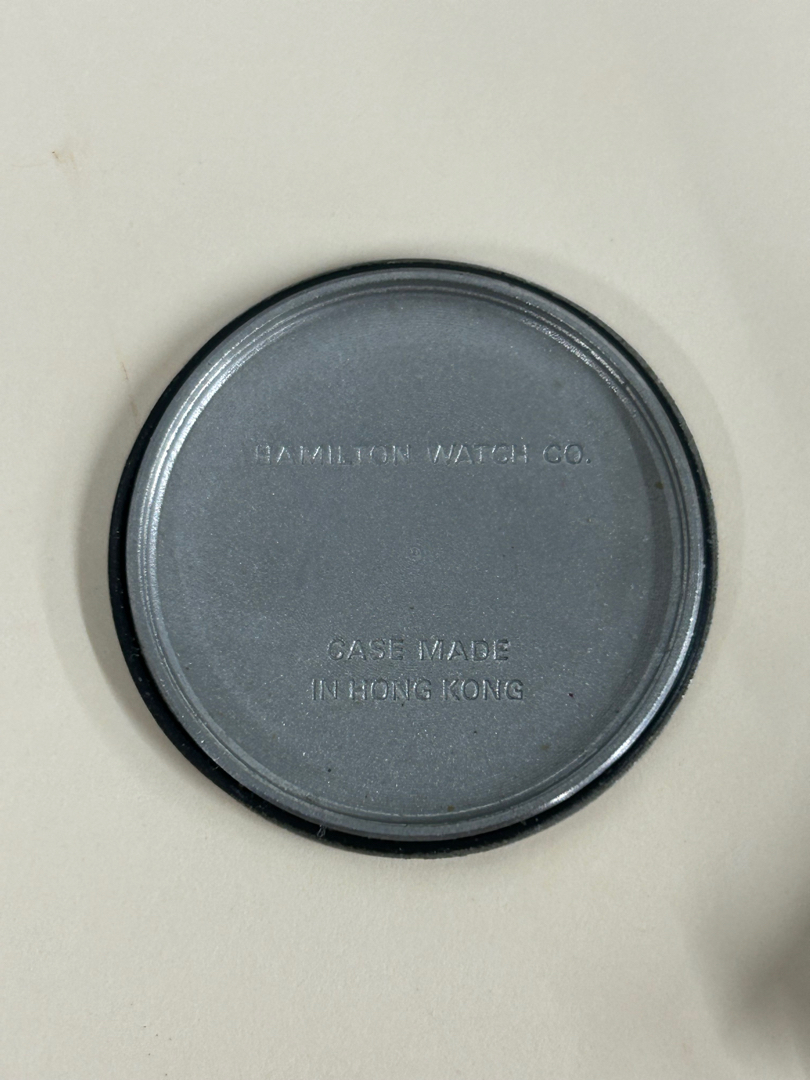 HAMILTON WATCH CO.
CASE MADE
IN HONG KONG